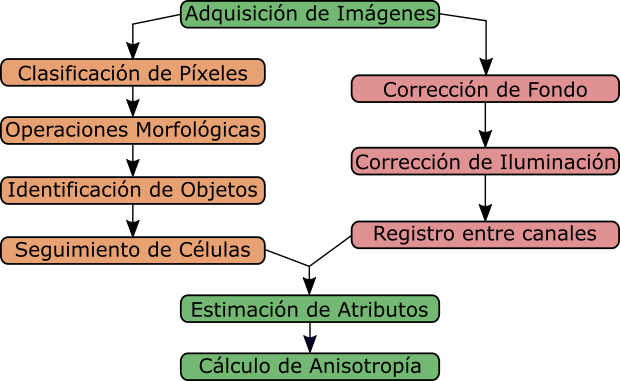 Adquisición de Imágenes
Clasificación de Píxeles
Operaciones Morfológicas
Identificación de Objetos
Seguimiento de Células
Corrección de Fondo
Corrección de Iluminación
Registro entre canales
Estimación de Atributos
Cálculo de Anisotropía